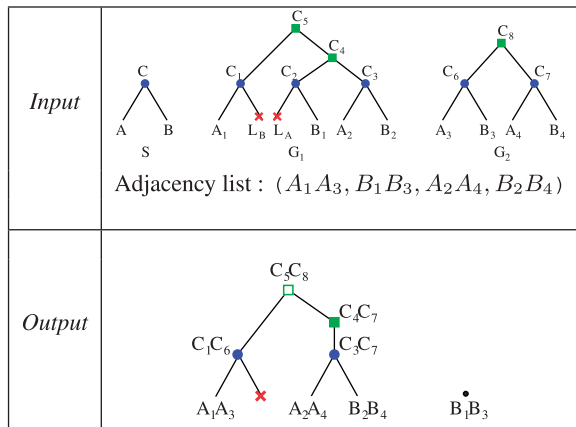 Input
C5
C4
C8
C C1 C2 C3 C6 C7
A B A1 LB LA B1 A2 B2 A3 B3 A4 B4
S G1 G2
Adjacency list : (A1A3, B1B3, A2A4, B2B4)
Output
C5C8
C4C7
C1C6 C3C7
A1A3 A2A4 B2B4 B1B3